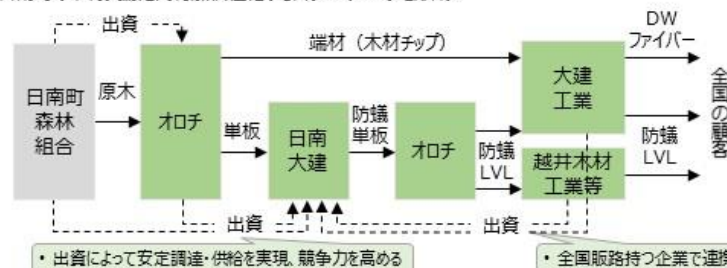 出資
DW
ファイバー
端材（木材チップ）
日南町
森林
組合
原木
オロチ
単板
日南
大建
防蟻
単板
オロチ
防蟻
LVL
大建
工業
越井木材
工業等
防蟻
LVL
全国の顧客
出資
出資
・出資によって安定調達・供給を実現、競争力を高める
・全国販路持つ企業で連携